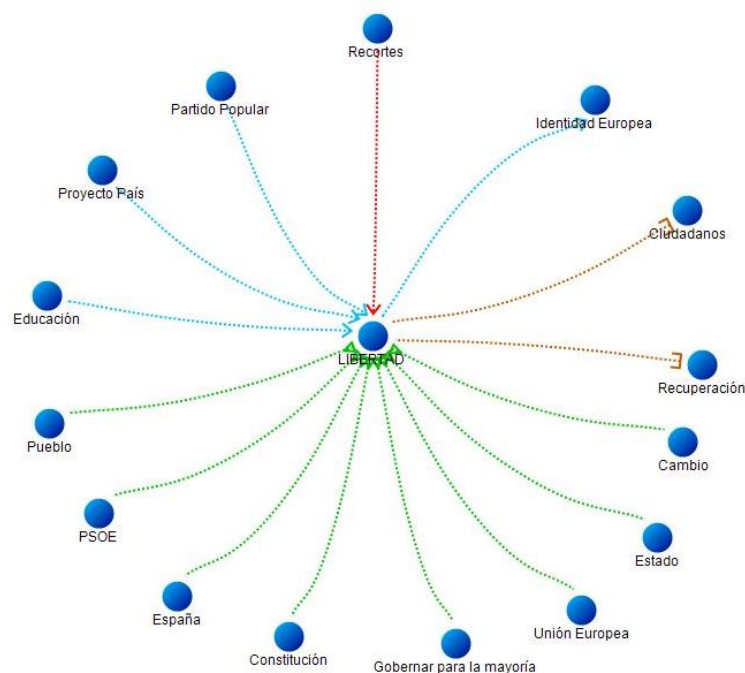 Recortes
Partido Popular
Identidad Europea
Proyecto País
Ciudadanos
Educación
LIBERTAD
Recuperación
Pueblo
Cambio
PSOE
Estado
España
Unión Europea
Constitución
Gobernar para la mayoría